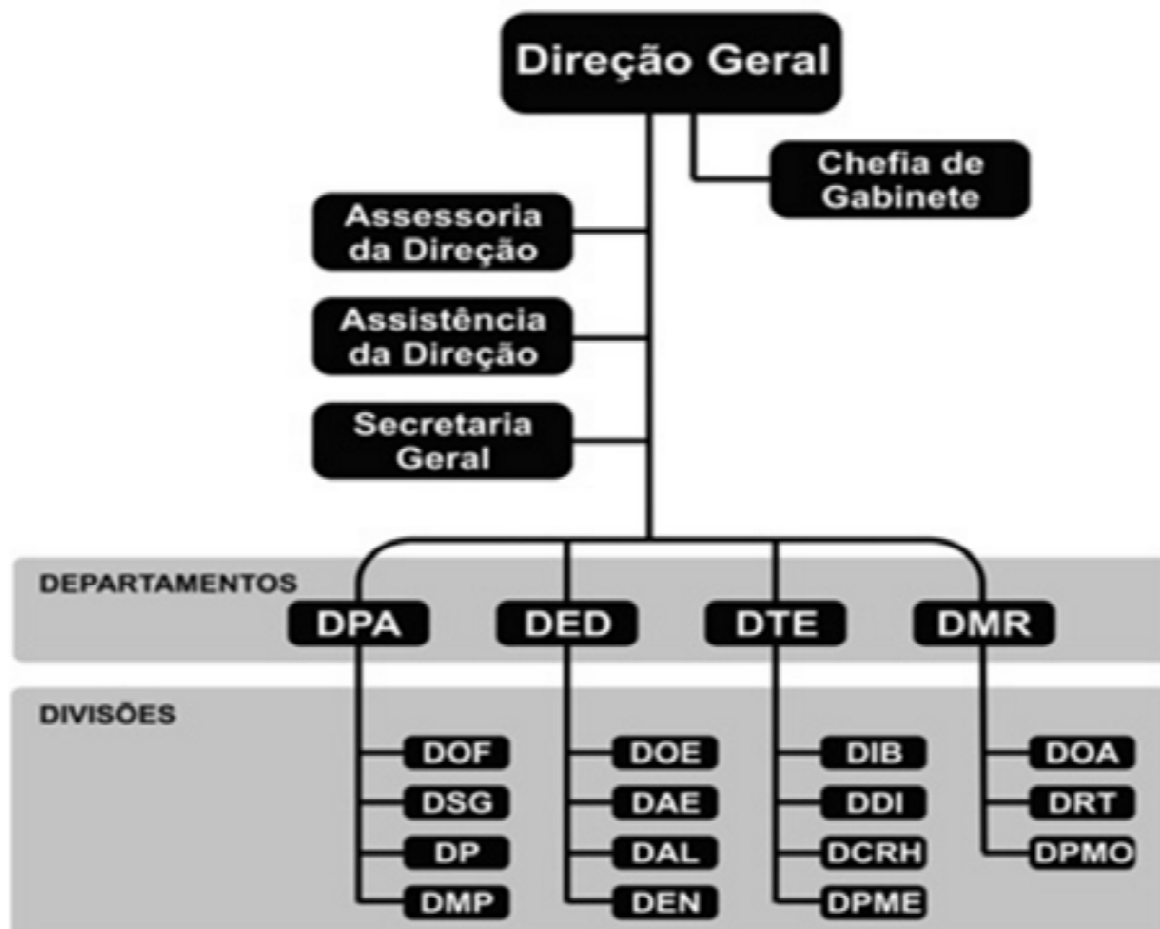 Direção Geral
Chefia de
Gabinete
Assessoria
da Direção
Assistência
da Direção
Secretaria
Geral
DEPARTAMENTOS
DPA
DED
DTE
DMR
DIVISÕES
DOF
DSG
DP
DMP
DOE
DAE
DAL
DEN
DIB
DDI
DCRH
DPME
DOA
DRT
DPMO